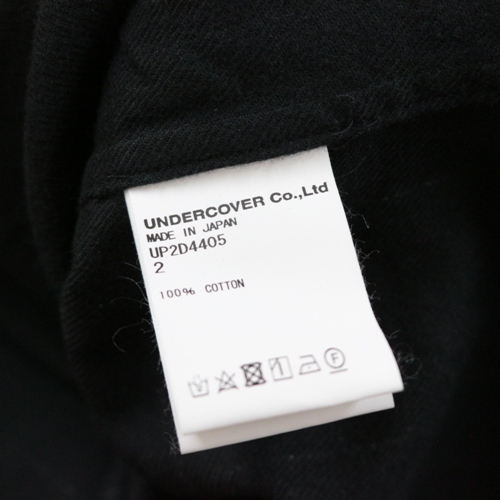 UNDERCOVER Co.,Ltd
MADE IN JAPAN
UP2D4405
2
100% COTTON
F